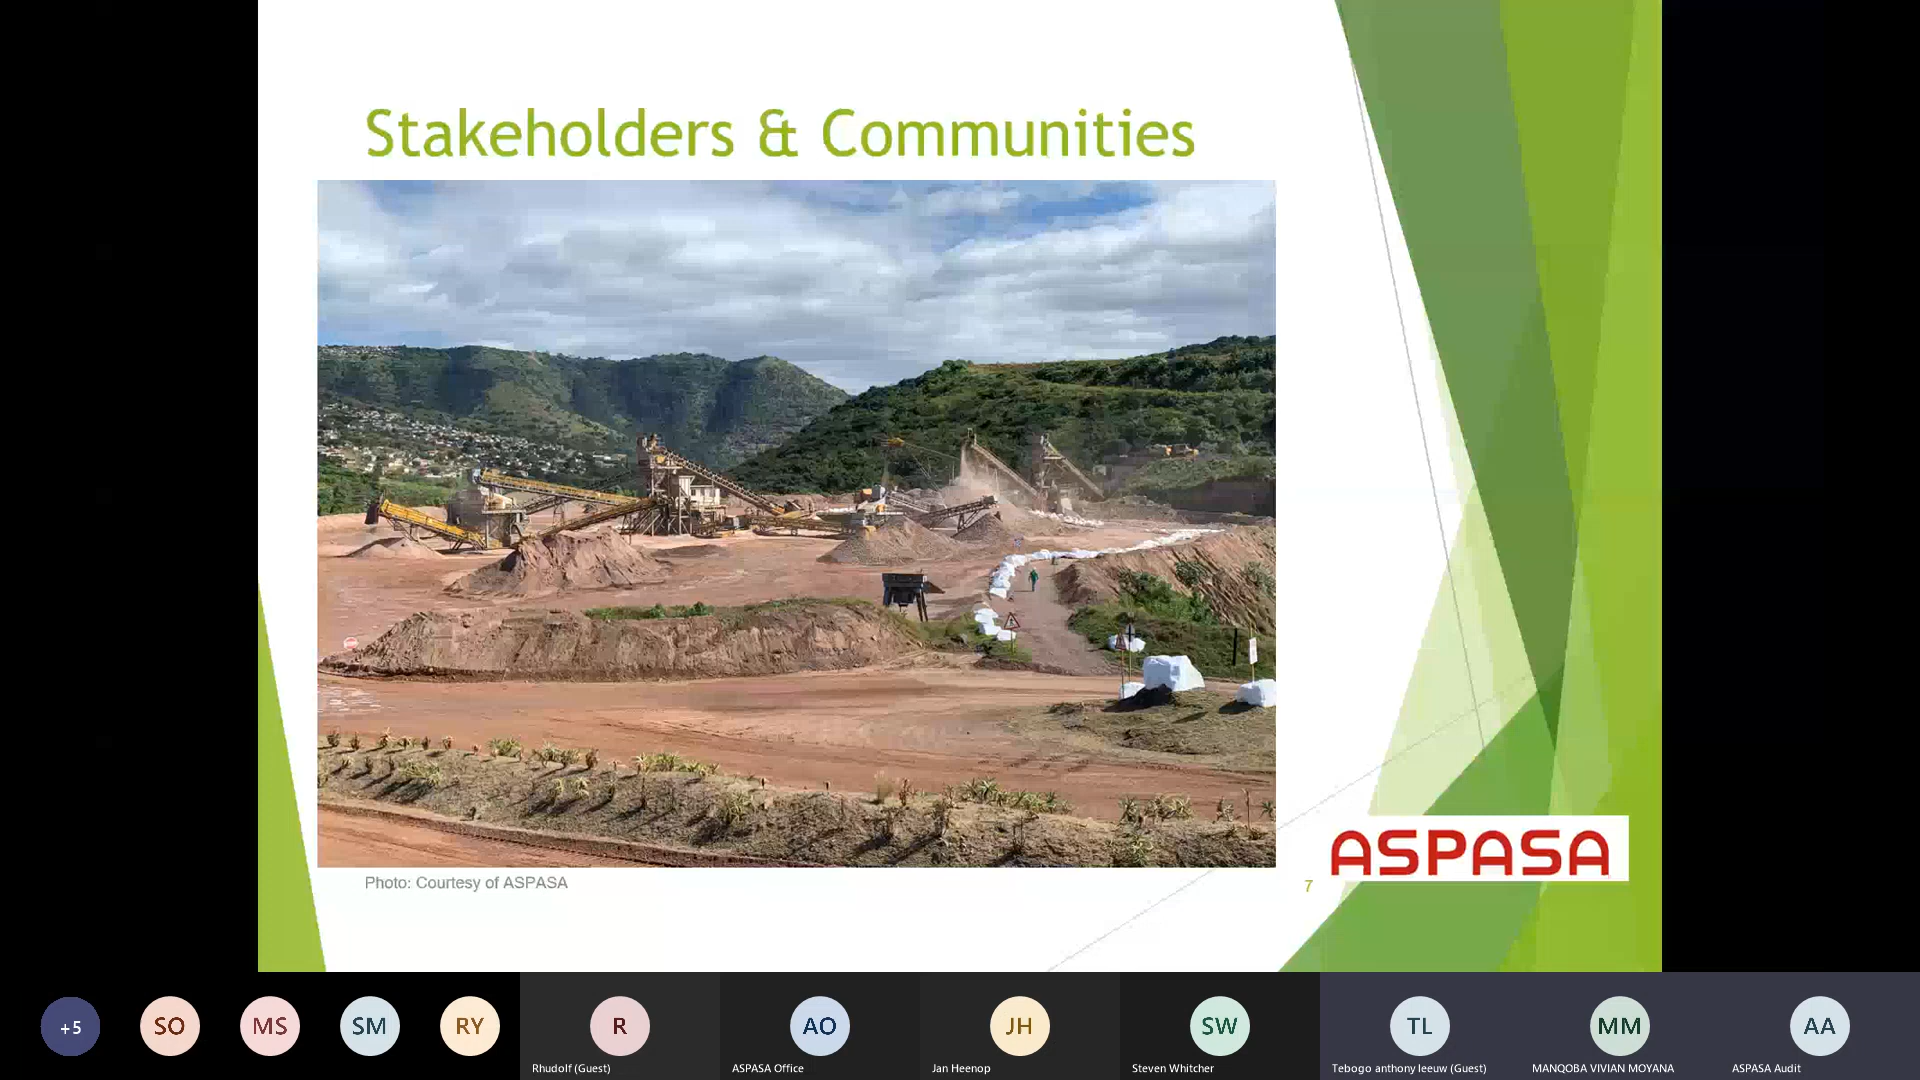 Stakeholders & Communities
Photo: Courtesy of ASPASA
7
ASPASA
+5
SO
MS
SM
RY
R
AO
JH
SW
TL
MM
AA
Rhudolf (Guest)
ASPASA Office
Jan Heenop
Steven Whitcher
Tebogo anthony leeuw (Guest)
MANQOBA VIVIAN MOYANA
ASPASA Audit